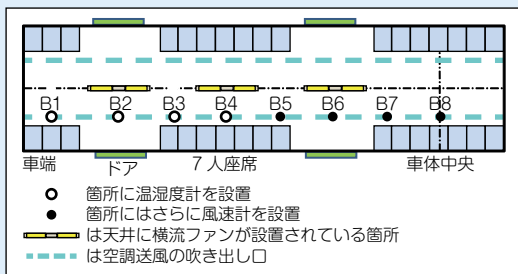 B1 B2 B3 B4 B5 B6 B7 B8
車端 ドア 7人座席 車体中央
箇所に温湿度計を設置
箇所にはさらに風速計を設置
は天井に横流ファンが設置されている箇所
は空調送風の吹き出し口